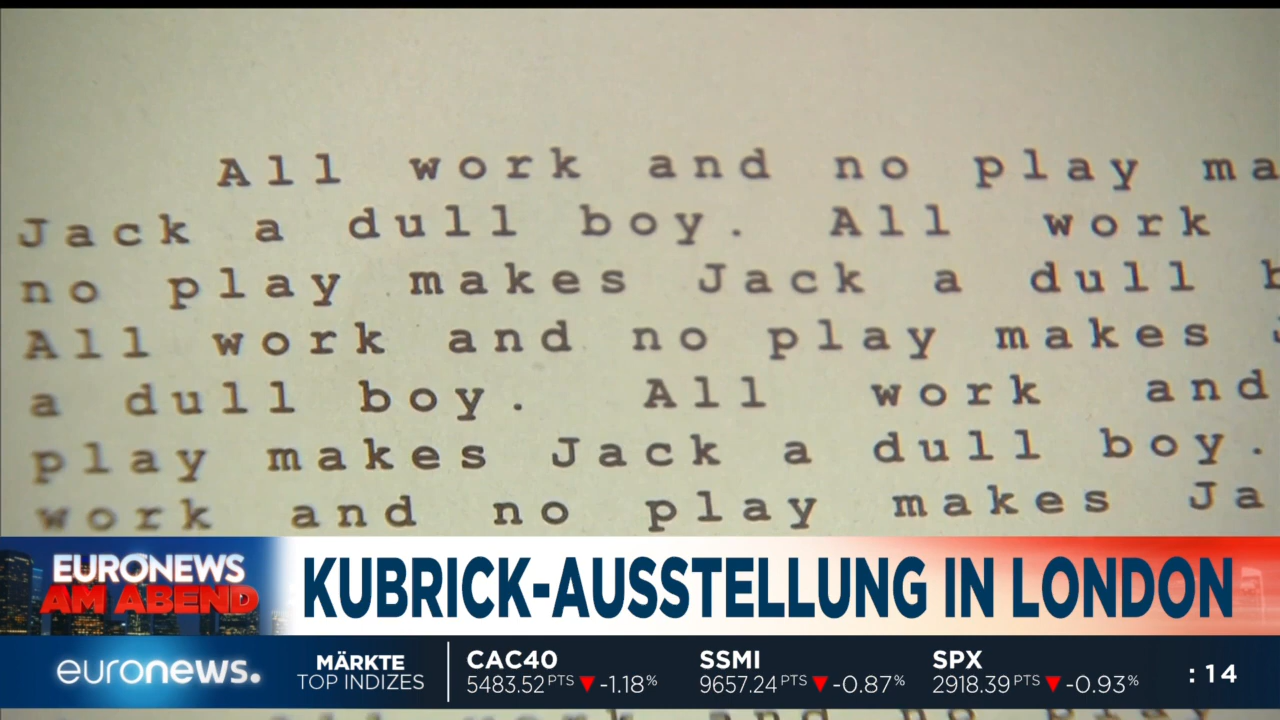 All work and no play ma
Jack a dull boy. All work
no play makes Jack a dull b
All work and no play makes
a dull boy. All work and
play makes Jack a dull boy.
work and no play makes Ja
EURONEWS
AM ABEND
KUBRICK-AUSSTELLUNG IN LONDON
euronews.
MÄRKTE
TOP INDIZES
CAC40
5483.52 PTS ▼ -1.18%
SSMI
9657.24 PTS ▼ -0.87%
SPX
2918.39 PTS ▼ -0.93%
:14